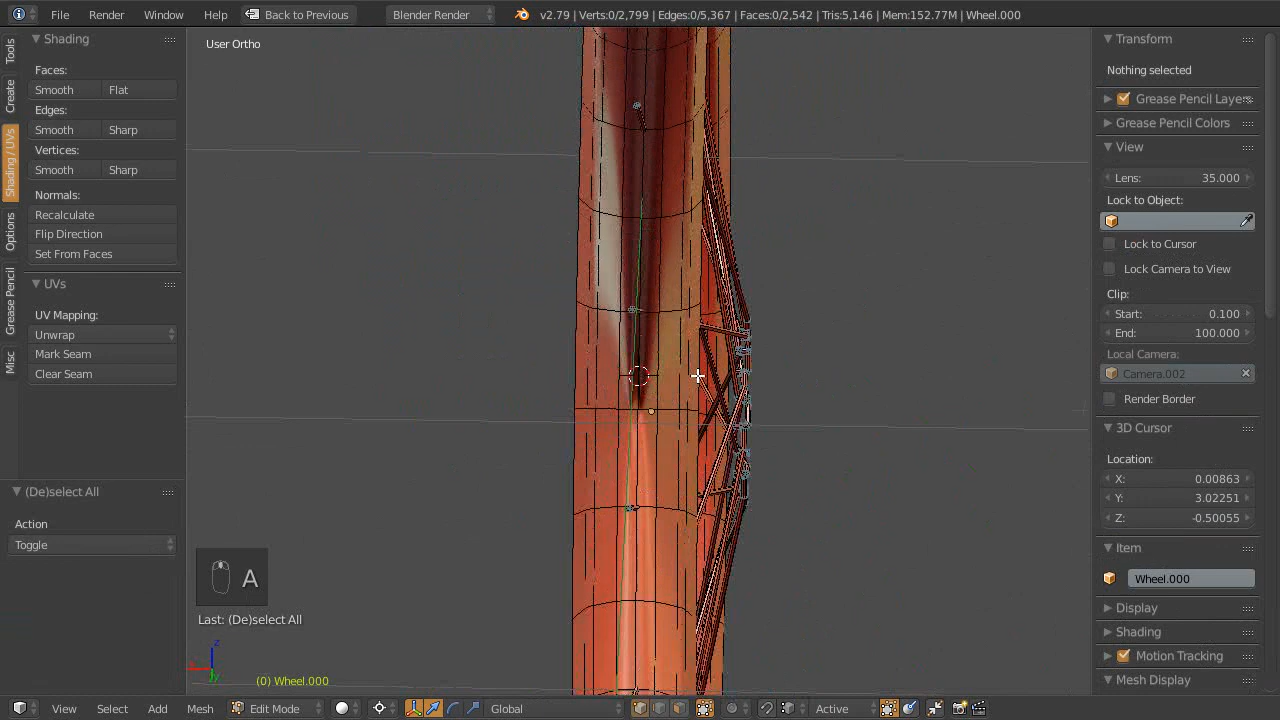 File Render Window Help Back to Previous Blender Render v2.79 | Verts:0/2,799 | Edges:0/5,367 | Faces:0/2,542 | Tris:5,146 | Mem:152.77M | Wheel.000
User Ortho
Tools
Create
Shading / UVs
Options
Grease Pencil
Misc
Shading
Faces:
Smooth Flat
Edges:
Smooth Sharp
Vertices:
Smooth Sharp
Normals:
Recalculate
Flip Direction
Set From Faces
UVs
UV Mapping:
Unwrap
Mark Seam
Clear Seam
(De)select All
Action
Toggle
A
Last: (De)select All
z
(0) Wheel.000
Transform
Nothing selected
Grease Pencil Layers
Grease Pencil Colors
View
Lens: 35.000
Lock to Object:
Lock to Cursor
Lock Camera to View
Clip:
Start: 0.100
End: 100.000
Local Camera:
Camera.002
Render Border
3D Cursor
Location:
X: 0.00863
Y: 3.02251
Z: -0.50055
Item
Wheel.000
Display
Shading
Motion Tracking
Mesh Display
View Select Add Mesh Edit Mode Global Active